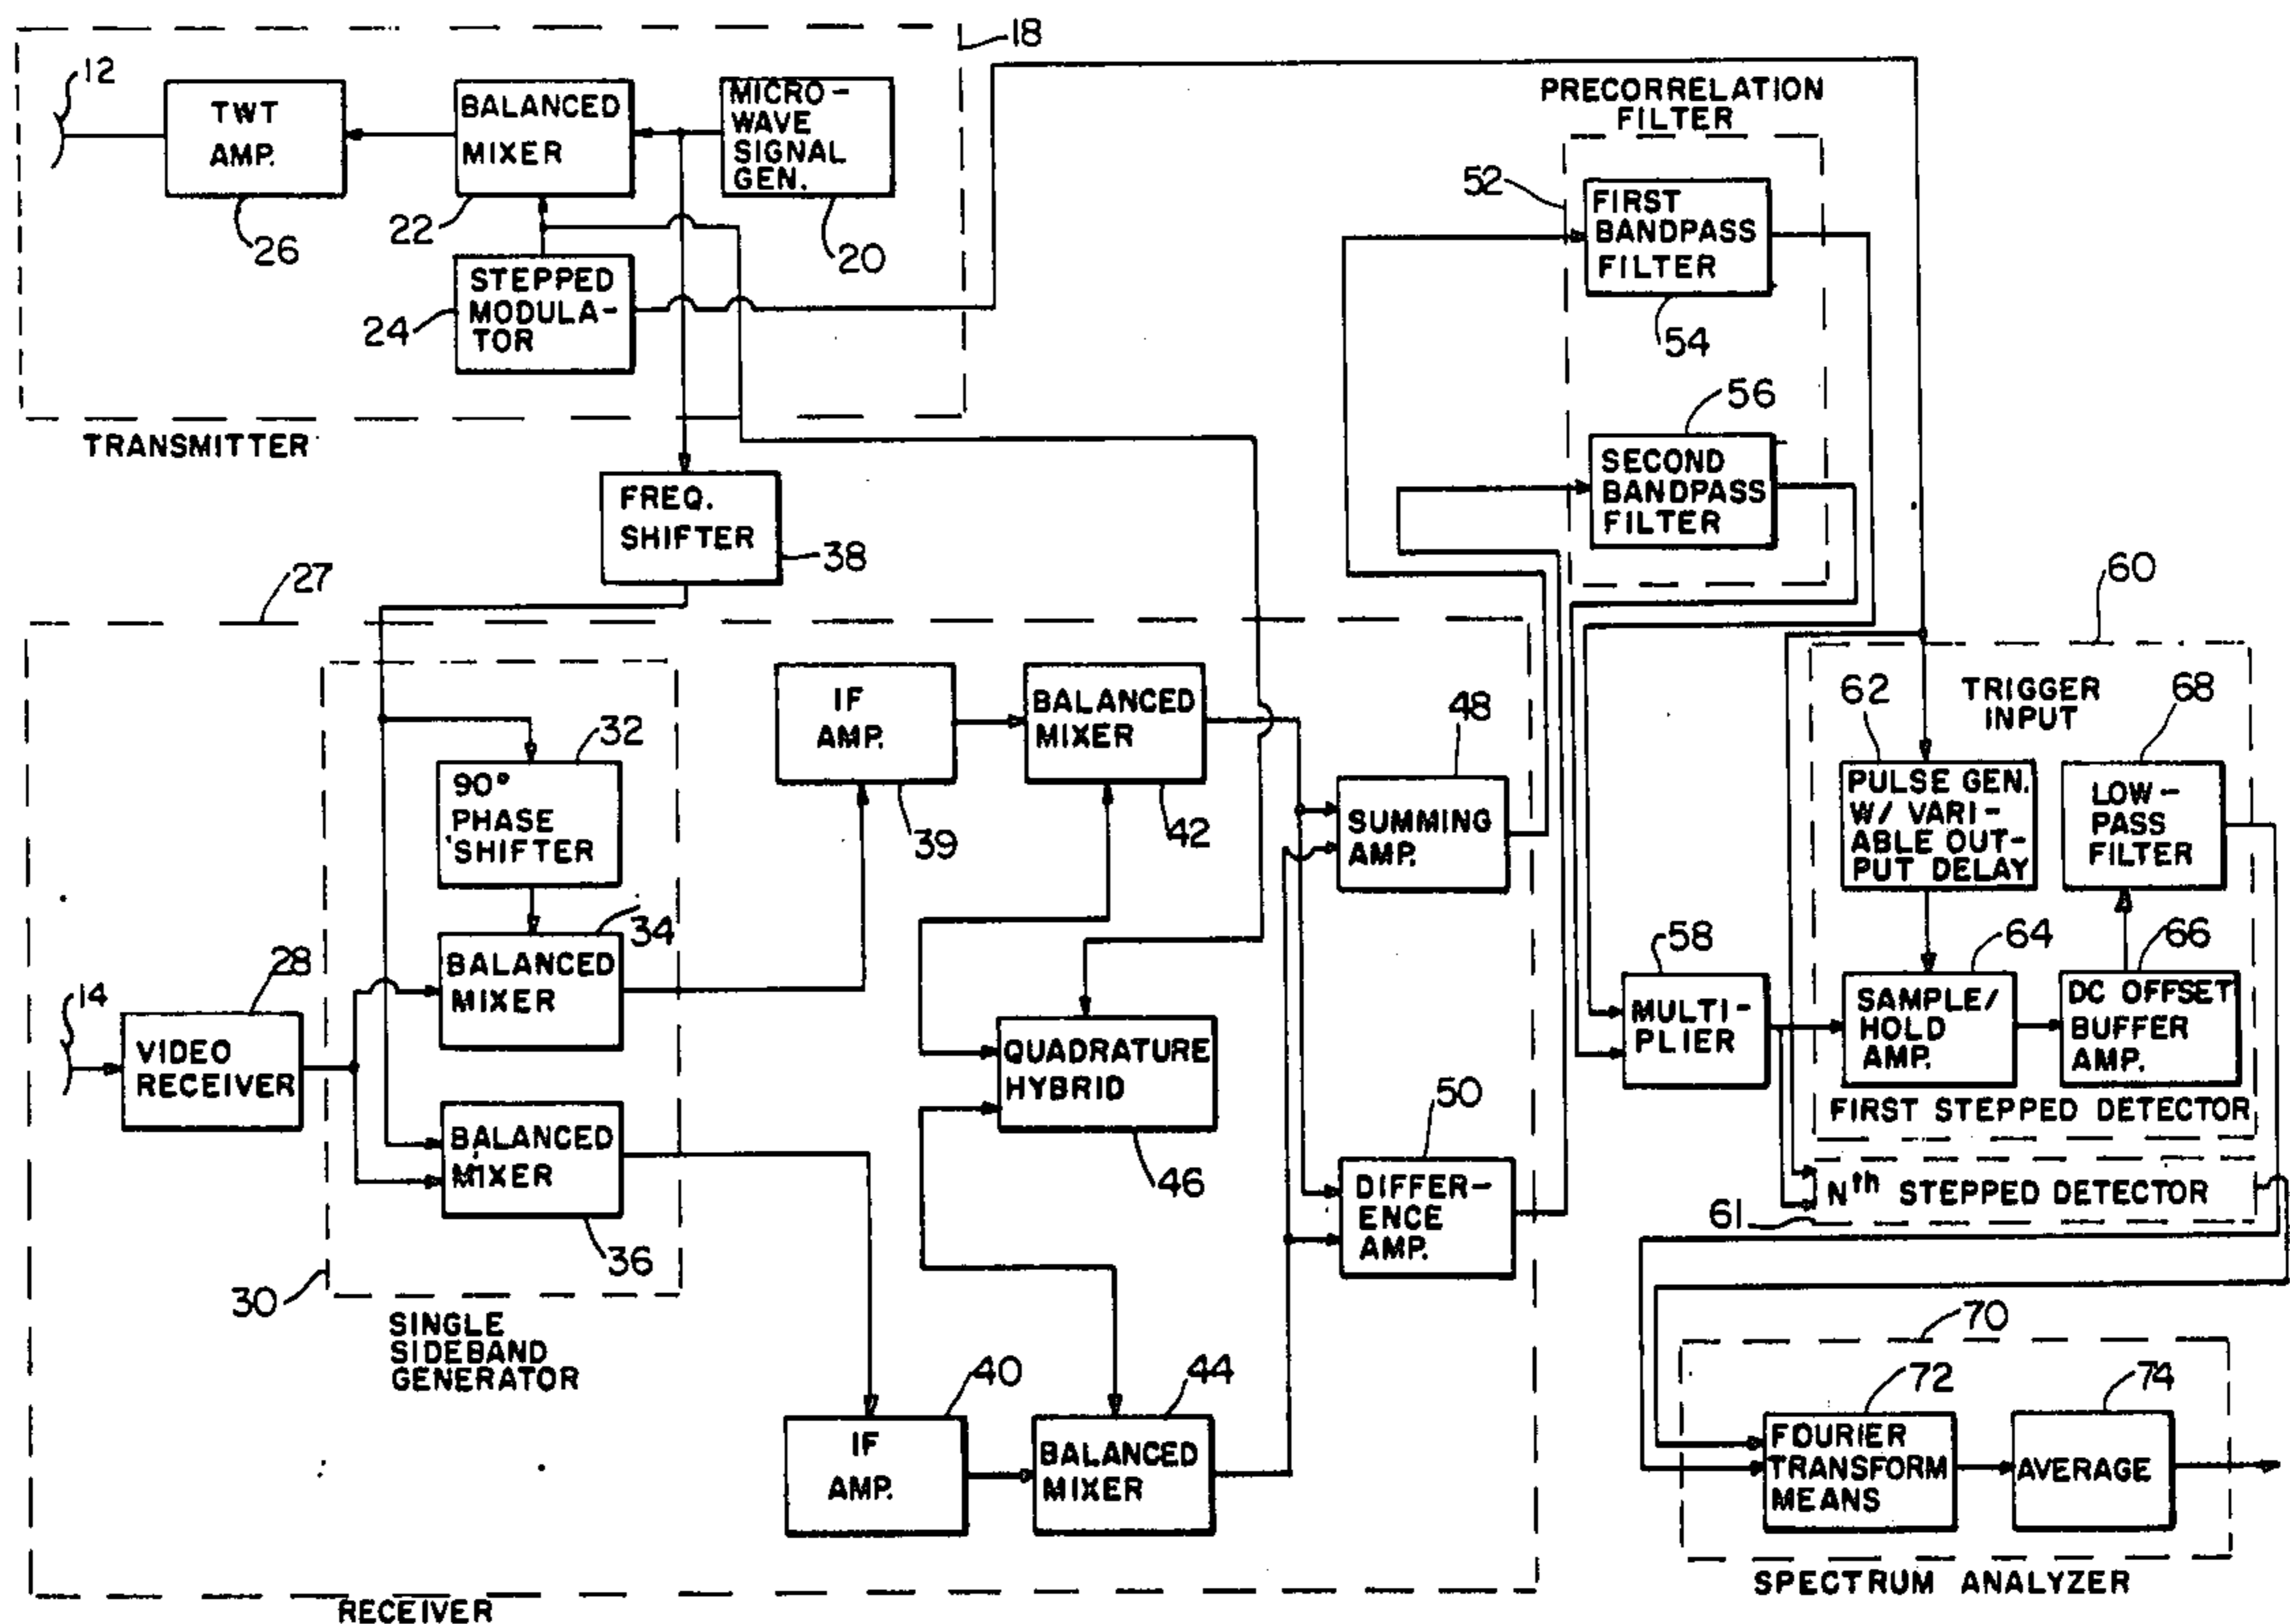 18
12
TWT
AMP.
26
BALANCED
MIXER
22
MICRO-
WAVE
SIGNAL
GEN.
20
STEPPED
MODULA-
TOR
24
TRANSMITTER
PRECORRELATION
FILTER
52
FIRST
BANDPASS
FILTER
54
56
SECOND
BANDPASS
FILTER
FREQ.
SHIFTER
38
27
32
90°
PHASE
SHIFTER
34
BALANCED
MIXER
14
28
VIDEO
RECEIVER
BALANCED
MIXER
36
30
SINGLE
SIDEBAND
GENERATOR
IF
AMP.
39
BALANCED
MIXER
42
48
SUMMING
AMP.
QUADRATURE
HYBRID
46
50
DIFFER-
ENCE
AMP.
40
IF
AMP.
44
BALANCED
MIXER
RECEIVER
60
62
TRIGGER
INPUT
68
PULSE GEN.
W/ VARI-
ABLE OUT-
PUT DELAY
LOW-
PASS
FILTER
58
MULTI-
PLIER
64
SAMPLE/
HOLD
AMP.
66
DC OFFSET
BUFFER
AMP.
FIRST STEPPED DETECTOR
Nth STEPPED DETECTOR
61
70
72
FOURIER
TRANSFORM
MEANS
74
AVERAGE
SPECTRUM ANALYZER